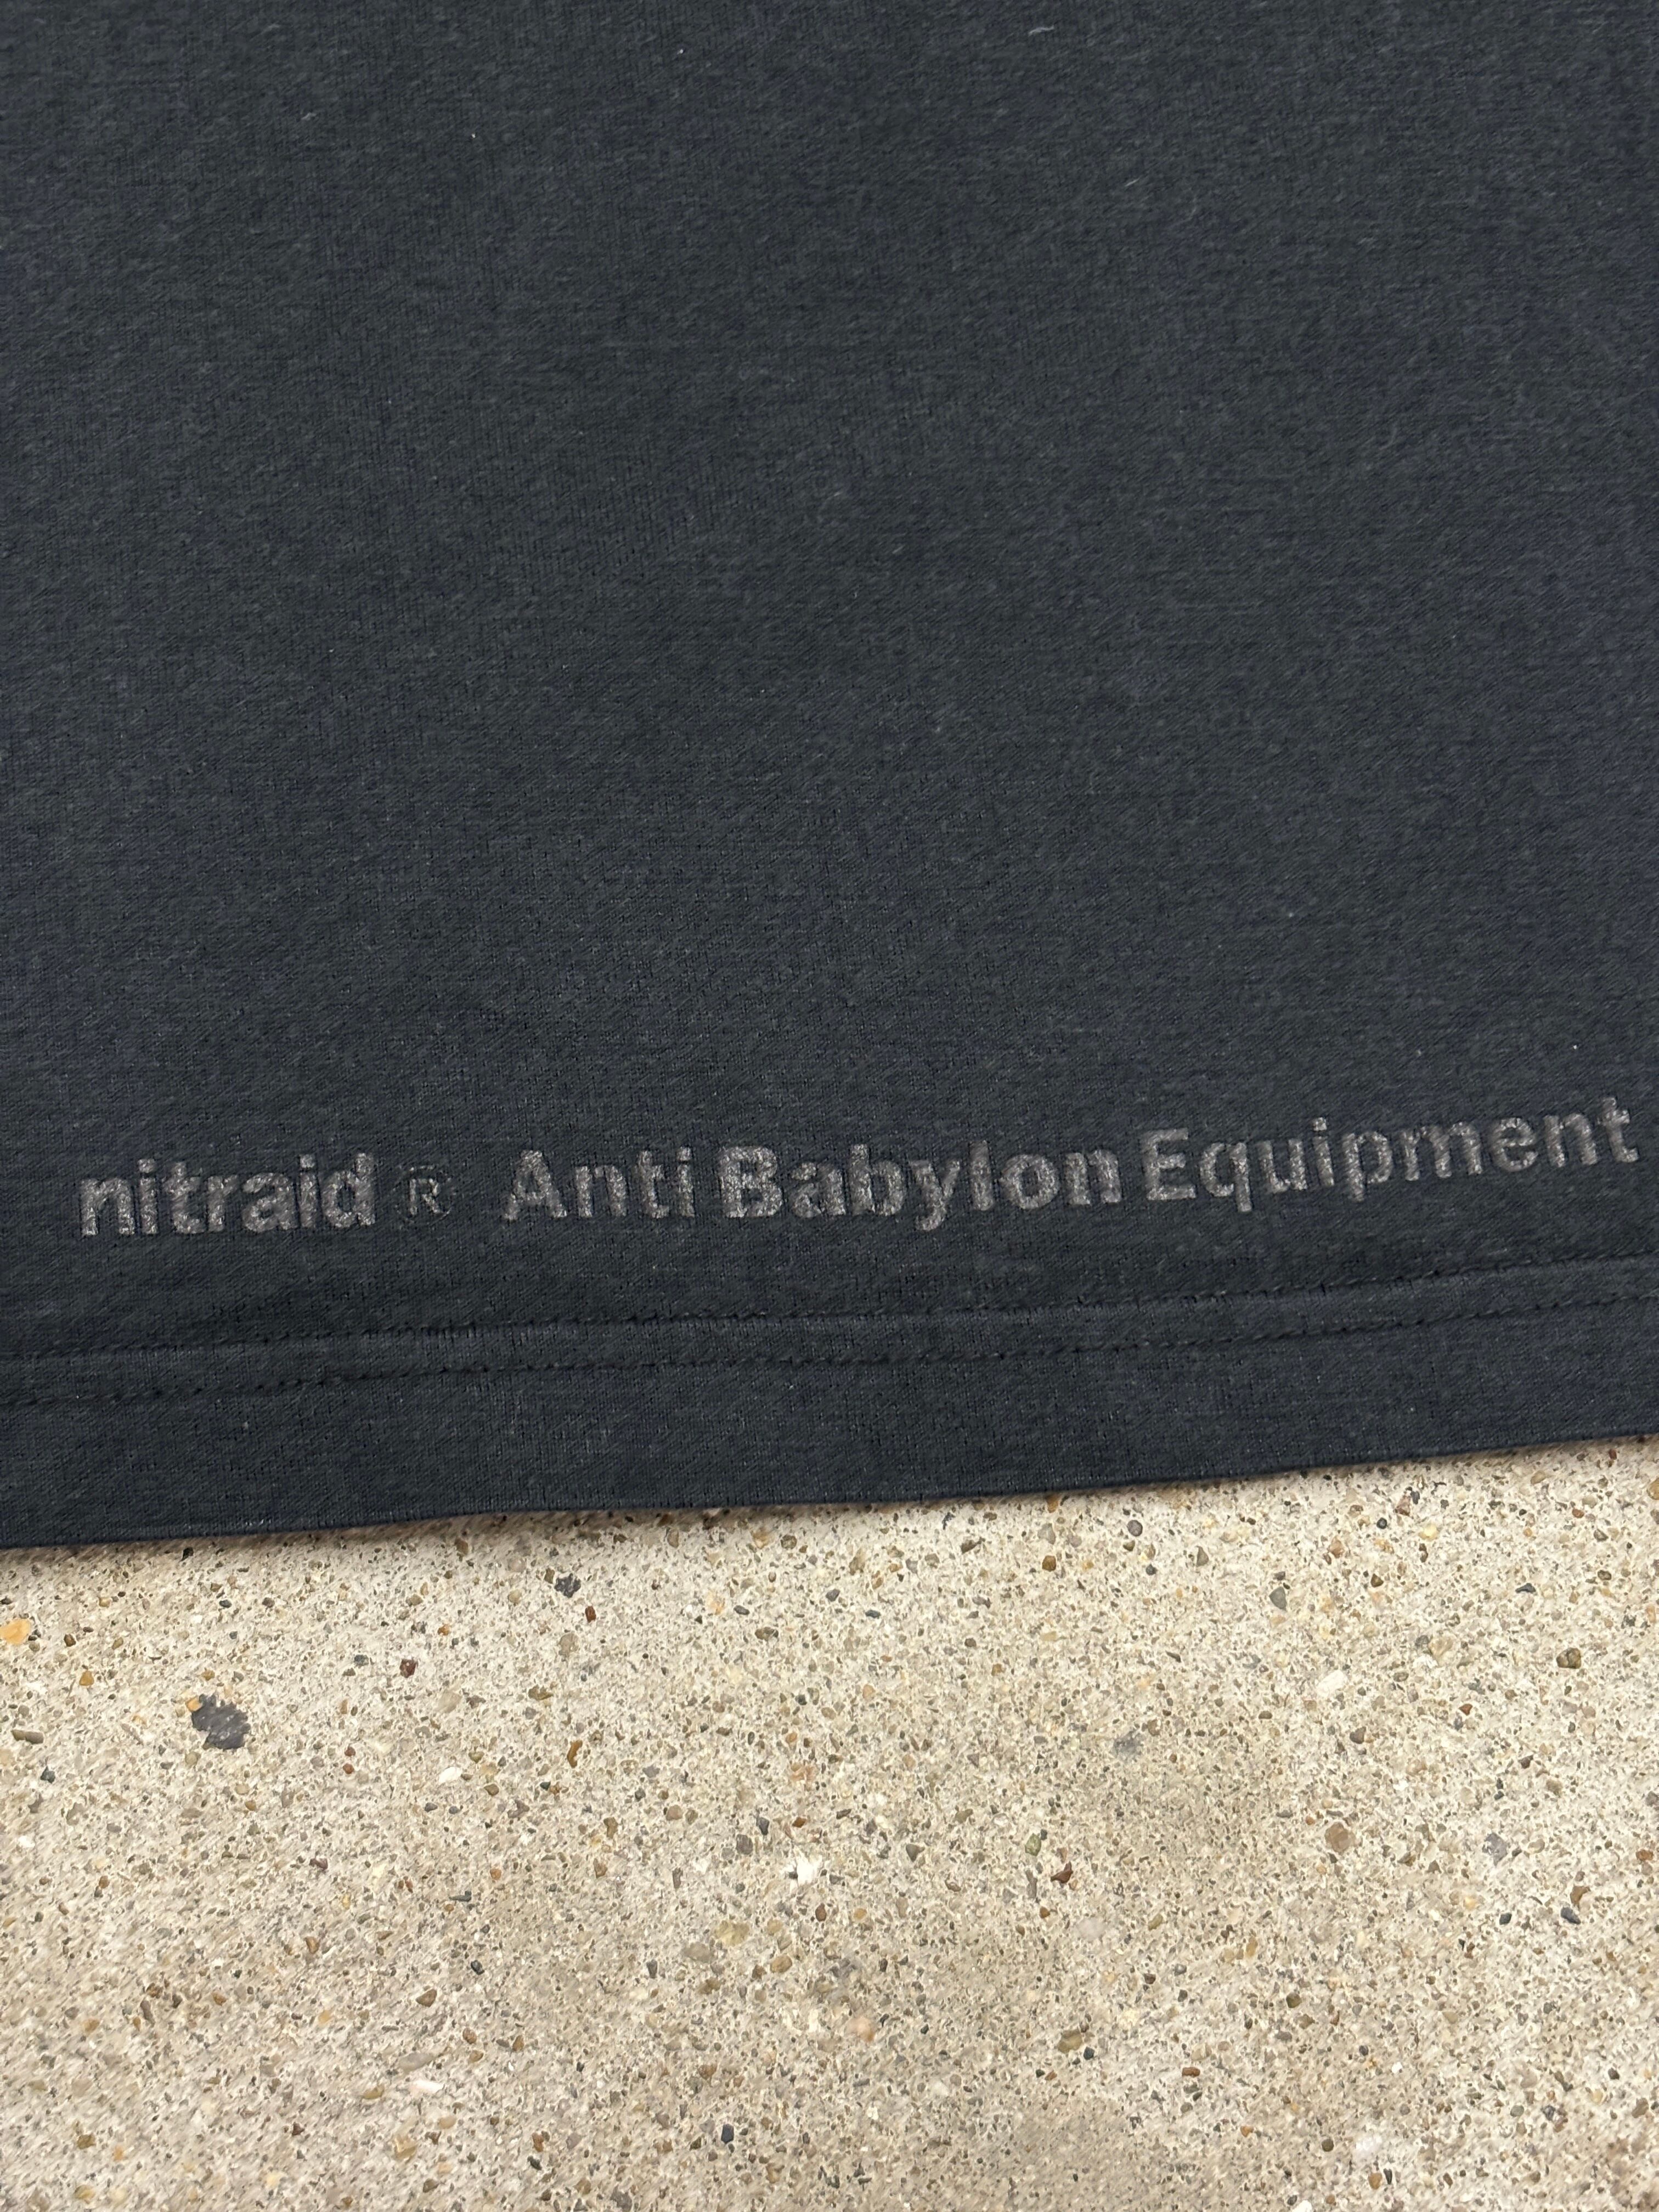 nitraid ® Anti Babylon Equipment